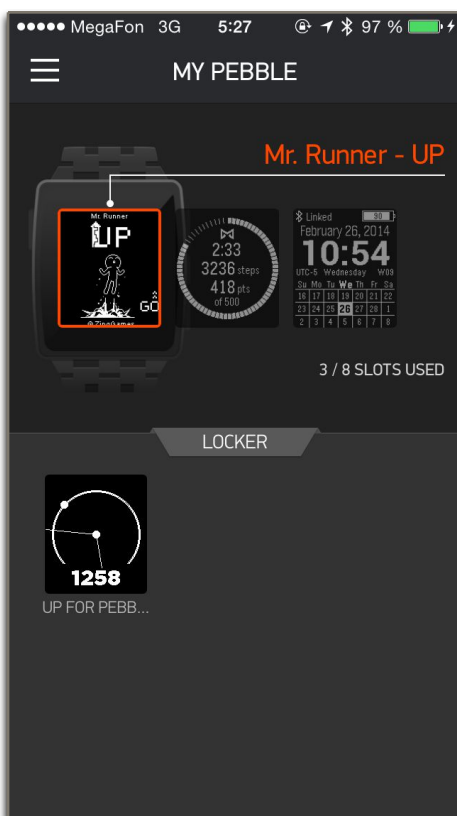 MegaFon 3G 5:27 97 %
MY PEBBLE
Mr. Runner - UP
Mr. Runner
UP
GO
@ZingGames
2:33
3236 steps
418 pts
of 500
Linked 90
February 26, 2014
10:54
UTC-5 Wednesday W09
Su Mo Tu We Th Fr Sa
16 17 18 19 20 21 22
23 24 25 26 27 28 1
2 3 4 5 6 7 8
3 / 8 SLOTS USED
LOCKER
1258
UP FOR PEBB...